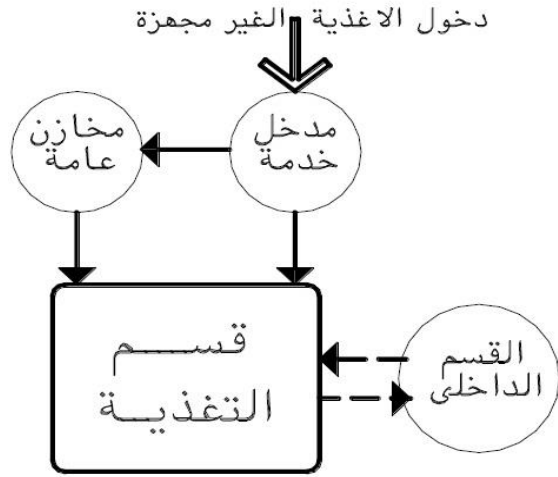 دخول الاغذية الغير مجهزة
مدخل
خدمة
مخازن
عامة
قسم
التغذية
القسم
الداخلى